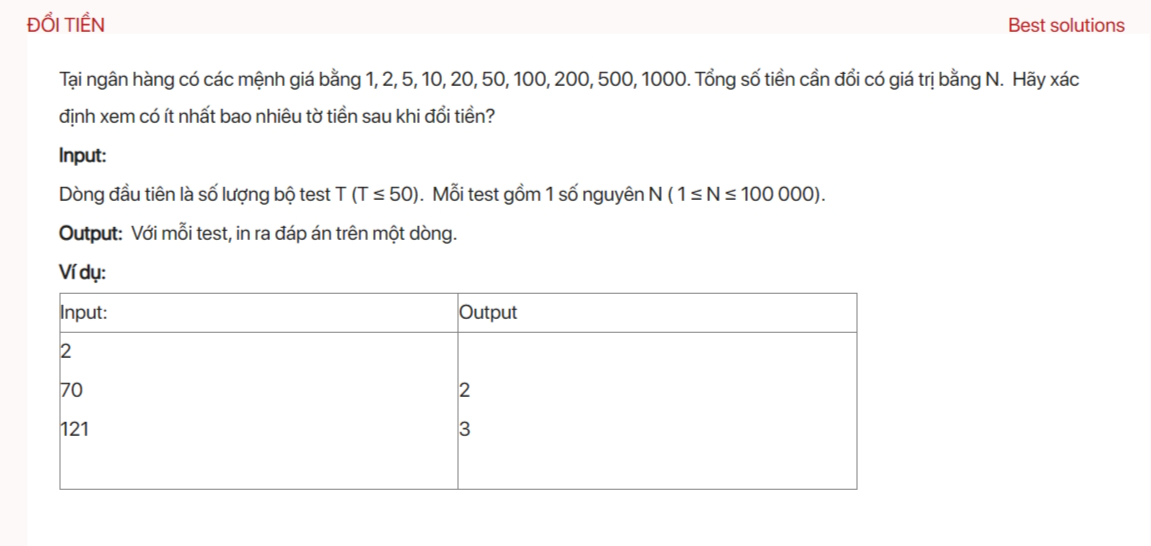 ĐỔI TIỀN
Best solutions
Tại ngân hàng có các mệnh giá bằng 1, 2, 5, 10, 20, 50, 100, 200, 500, 1000. Tổng số tiền cần đổi có giá trị bằng N.  Hãy xác
định xem có ít nhất bao nhiêu tờ tiền sau khi đổi tiền?
Input:
Dòng đầu tiên là số lượng bộ test T (T ≤ 50).  Mỗi test gồm 1 số nguyên N ( 1 ≤ N ≤ 100 000).
Output:  Với mỗi test, in ra đáp án trên một dòng.
Ví dụ:
Input:
Output
2
70
121
2
3